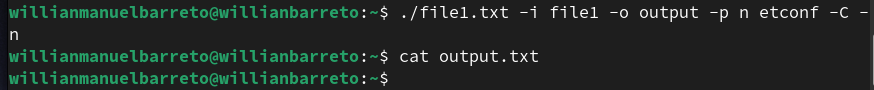 willianmanuelbarreto@willianbarreto:~$ ./file1.txt -i file1 -o output -p n etconf -C -
n
willianmanuelbarreto@willianbarreto:~$ cat output.txt
willianmanuelbarreto@willianbarreto:~$